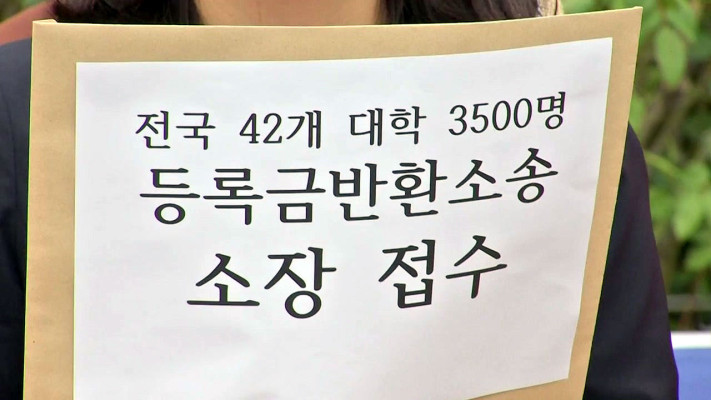 전국 42개 대학 3500명
등록금반환소송
소장 접수